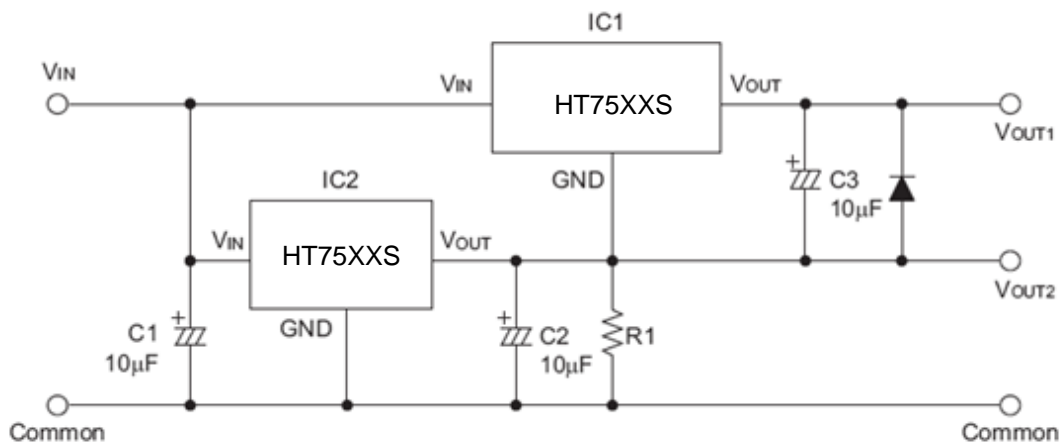 IC1
VIN
VIN
VOUT
HT75XXS
VOUT1
GND
+
C3
10μF
IC2
VIN
VOUT
HT75XXS
VOUT2
GND
+
C1
10μF
+
C2
10μF
R1
Common
Common